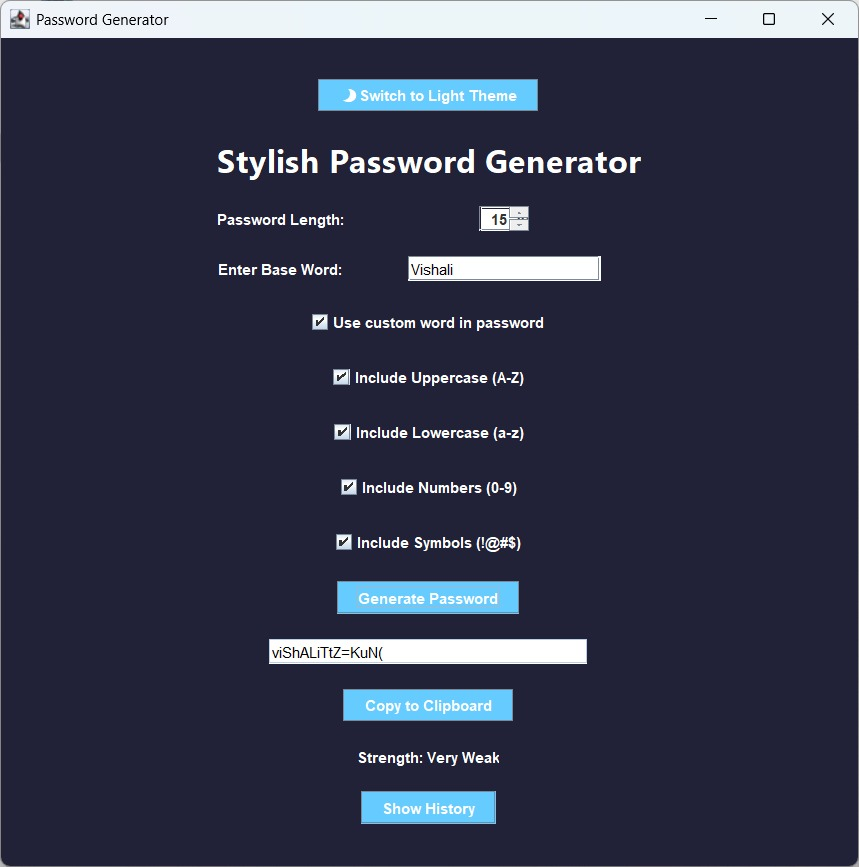 Password Generator
Switch to Light Theme
Stylish Password Generator
Password Length: 15
Enter Base Word: Vishali
Use custom word in password
Include Uppercase (A-Z)
Include Lowercase (a-z)
Include Numbers (0-9)
Include Symbols (!@#$)
Generate Password
viShALiTtZ=KuN(
Copy to Clipboard
Strength: Very Weak
Show History